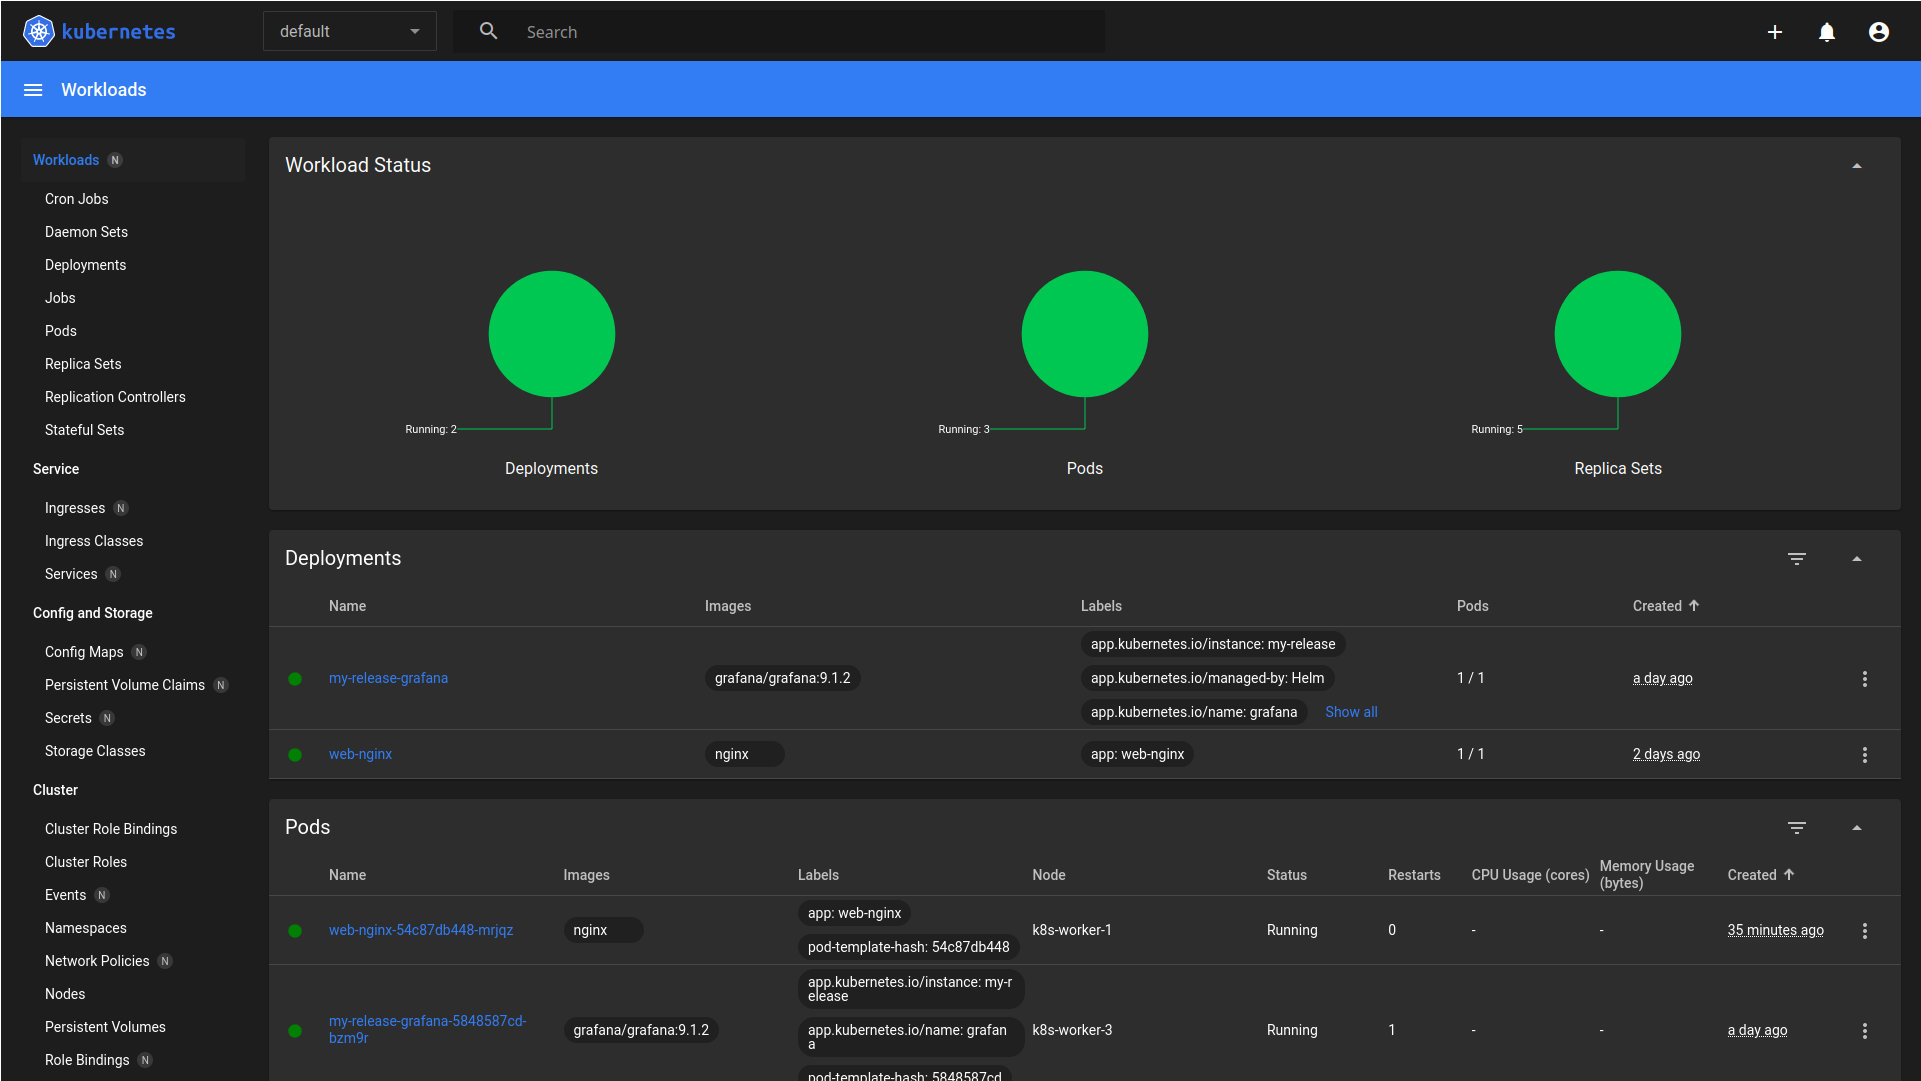 kubernetes
default
Search
Workloads
Workloads N
Cron Jobs
Daemon Sets
Deployments
Jobs
Pods
Replica Sets
Replication Controllers
Stateful Sets
Service
Ingresses N
Ingress Classes
Services N
Config and Storage
Config Maps N
Persistent Volume Claims N
Secrets N
Storage Classes
Cluster
Cluster Role Bindings
Cluster Roles
Events N
Namespaces
Network Policies N
Nodes
Persistent Volumes
Role Bindings N
Workload Status
Running: 2
Running: 3
Running: 5
Deployments
Pods
Replica Sets
Deployments
Name Images Labels Pods Created
app.kubernetes.io/instance: my-release
my-release-grafana grafana/grafana:9.1.2 app.kubernetes.io/managed-by: Helm 1 / 1 a day ago
app.kubernetes.io/name: grafana Show all
web-nginx nginx app: web-nginx 1 / 1 2 days ago
Pods
Name Images Labels Node Status Restarts CPU Usage (cores) Memory Usage (bytes) Created
app: web-nginx
web-nginx-54c87db448-mrjqz nginx k8s-worker-1 Running 0 - - 35 minutes ago
pod-template-hash: 54c87db448
app.kubernetes.io/instance: my-r
elease
my-release-grafana-5848587cd-
bzm9r
grafana/grafana:9.1.2
app.kubernetes.io/name: grafan
a
k8s-worker-3 Running 1 - - a day ago
pod-template-hash: 5848587cd